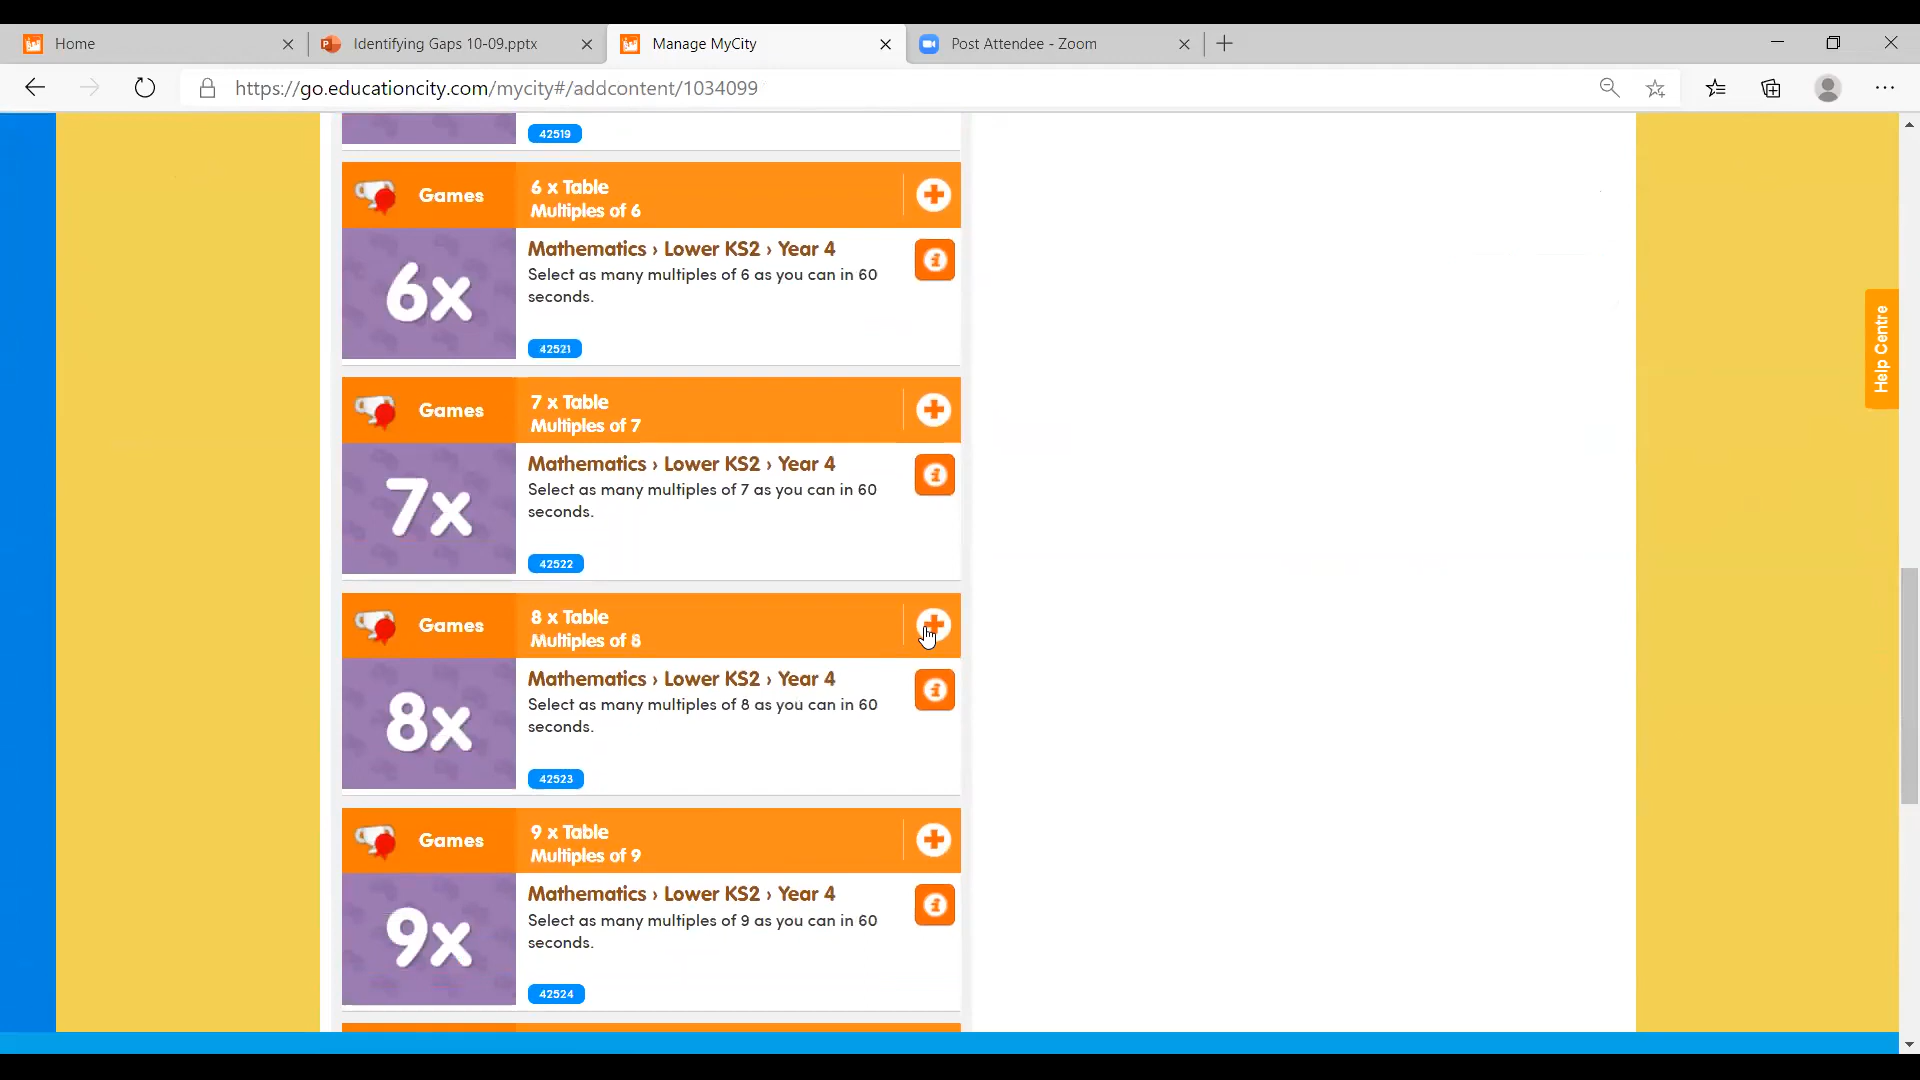 Home
Identifying Gaps 10-09.pptx
Manage MyCity
Post Attendee - Zoom
https://go.educationcity.com/mycity#/addcontent/1034099
42519
Games
6 x Table
Multiples of 6
6x
Mathematics › Lower KS2 › Year 4
Select as many multiples of 6 as you can in 60
seconds.
42521
Games
7 x Table
Multiples of 7
7x
Mathematics › Lower KS2 › Year 4
Select as many multiples of 7 as you can in 60
seconds.
42522
Games
8 x Table
Multiples of 8
8x
Mathematics › Lower KS2 › Year 4
Select as many multiples of 8 as you can in 60
seconds.
42523
Games
9 x Table
Multiples of 9
9x
Mathematics › Lower KS2 › Year 4
Select as many multiples of 9 as you can in 60
seconds.
42524
Help Centre